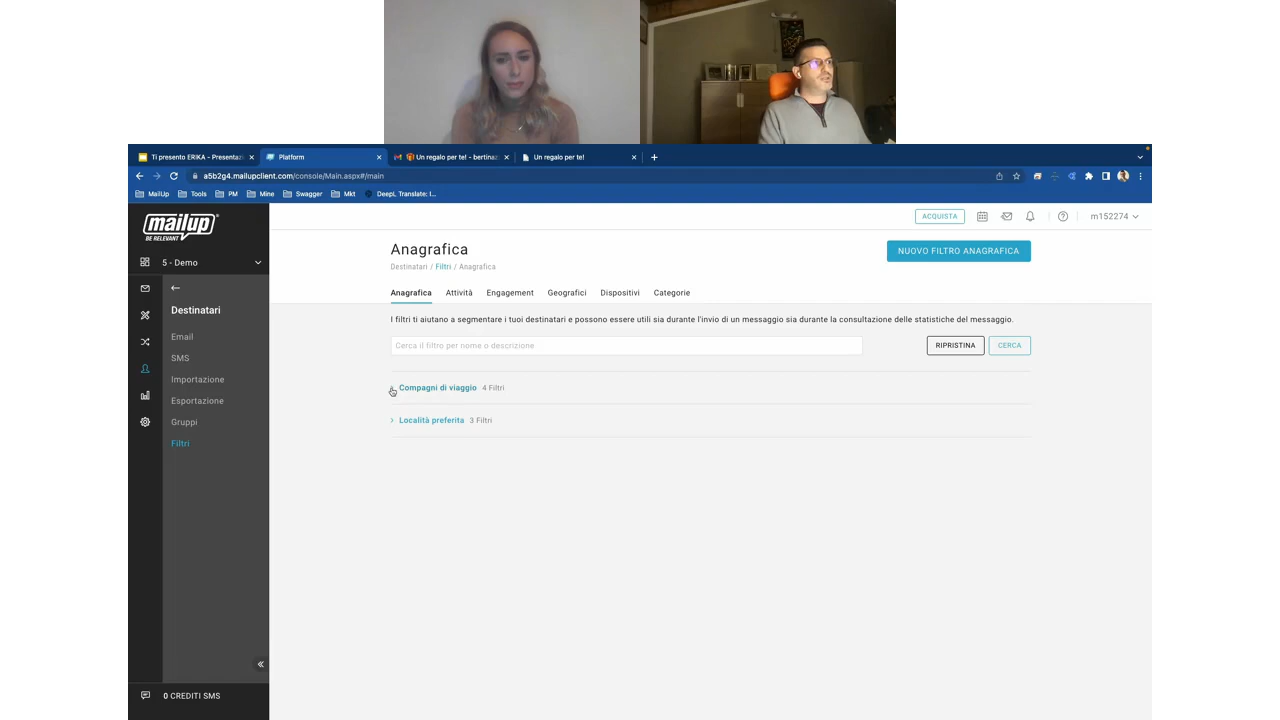 Ti presento ERIKA - Presentaz
Platform
Un regalo per te! - bertinaz
Un regalo per te!
a5b2g4.mailupclient.com/console/Main.aspx#/main
MailUp
Tools
PM
Mine
Swagger
Mkt
DeepL Translate: I...
mailup
BE RELEVANT
ACQUISTA
m152274
5 - Demo
Destinatari
Email
SMS
Importazione
Esportazione
Gruppi
Filtri
0 CREDITI SMS
Anagrafica
NUOVO FILTRO ANAGRAFICA
Destinatari / Filtri / Anagrafica
Anagrafica Attività Engagement Geografici Dispositivi Categorie
I filtri ti aiutano a segmentare i tuoi destinatari e possono essere utili sia durante l'invio di un messaggio sia durante la consultazione delle statistiche del messaggio.
Cerca il filtro per nome o descrizione
RIPRISTINA
CERCA
Compagni di viaggio 4 Filtri
Località preferita 3 Filtri